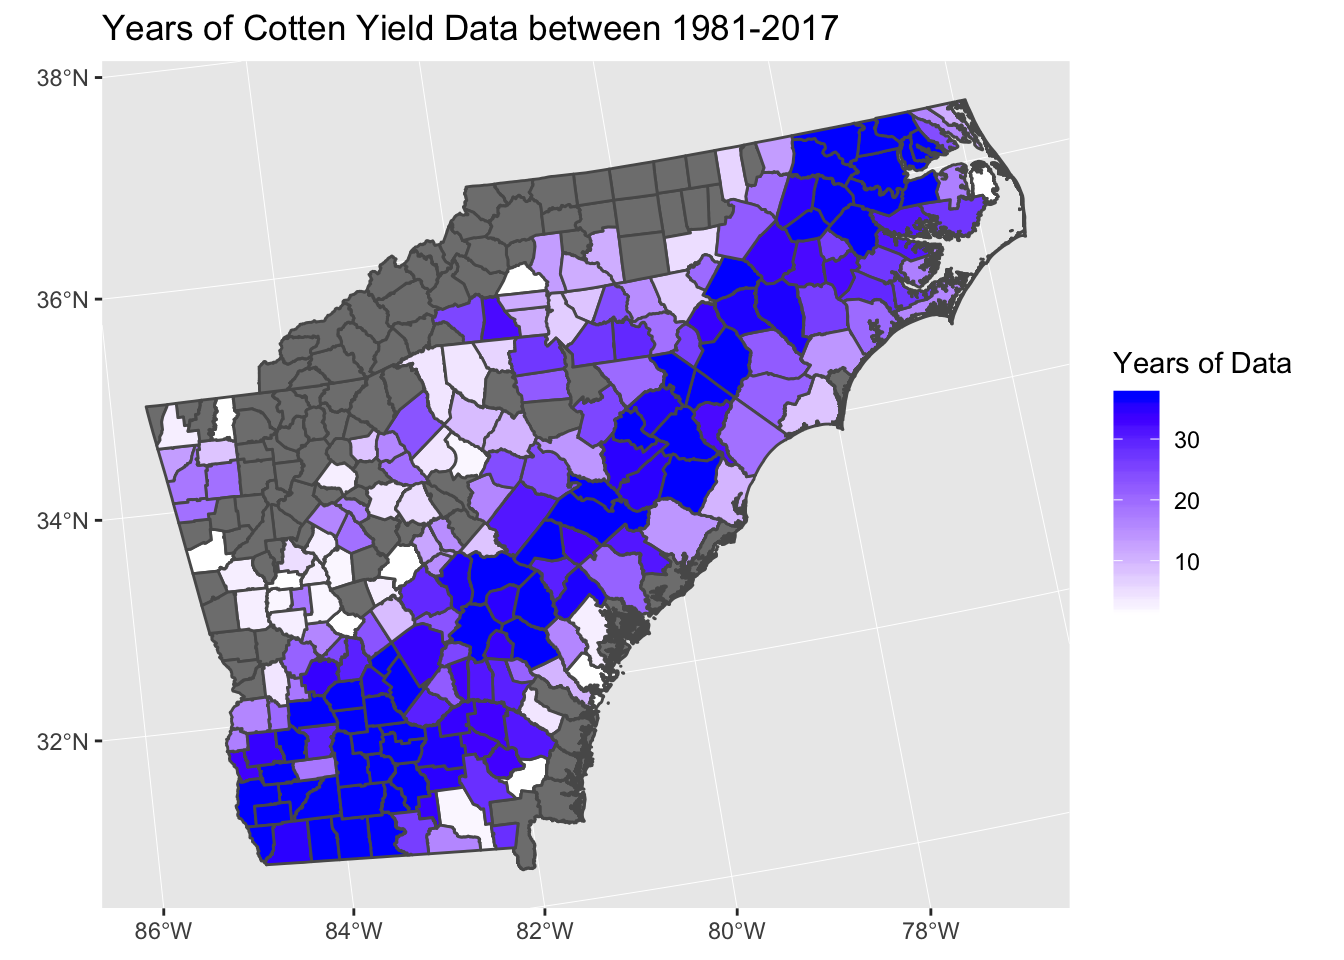 Years of Cotten Yield Data between 1981-2017
38°N
36°N
34°N
32°N
86°W
84°W
82°W
80°W
78°W
Years of Data
30
20
10